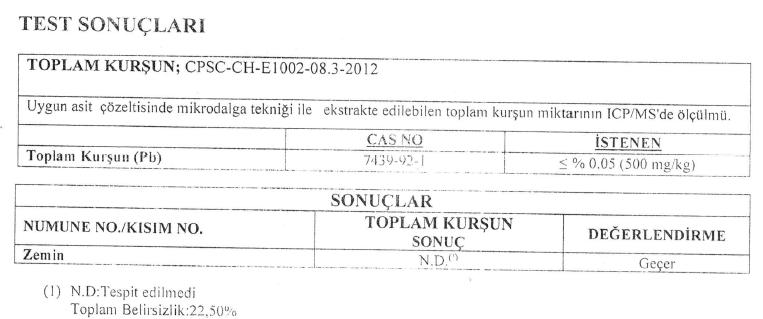 TEST SONUÇLARI
TOPLAM KURŞUN; CPSC-CH-E1002-08.3-2012
Uygun asit çözeltisinde mikrodalga tekniği ile ekstrakte edilebilen toplam kurşun miktarının ICP/MS'de ölçülmü.
CAS NO İSTENEN
Toplam Kurşun (Pb) 7439-92-1 ≤ % 0.05 (500 mg/kg)
SONUÇLAR
NUMUNE NO./KISIM NO. TOPLAM KURŞUN SONUÇ DEĞERLENDİRME
Zemin N.D.(¹) Geçer
(1) N.D:Tespit edilmedi
Toplam Belirsizlik:22,50%